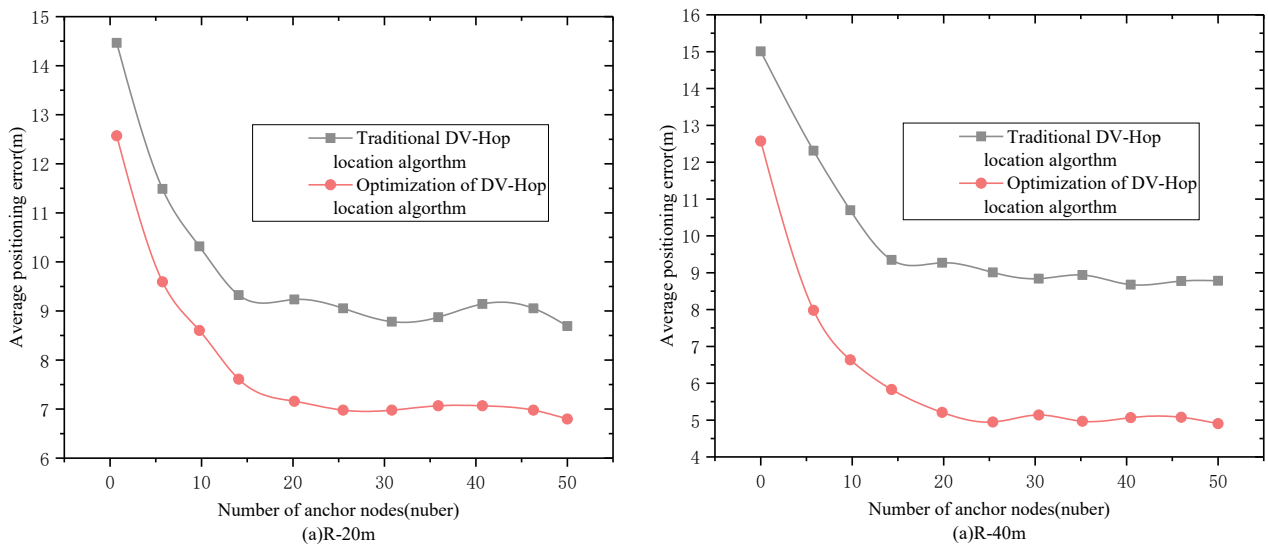 15
14
13
12
11
10
9
8
7
6
Average positioning error(m)
Traditional DV-Hop
location algorthm
Optimization of DV-Hop
location algorthm
0 10 20 30 40 50
Number of anchor nodes(nuber)
(a)R-20m
16
15
14
13
12
11
10
9
8
7
6
5
4
Average positioning error(m)
Traditional DV-Hop
location algorthm
Optimization of DV-Hop
location algorthm
0 10 20 30 40 50
Number of anchor nodes(nuber)
(a)R-40m